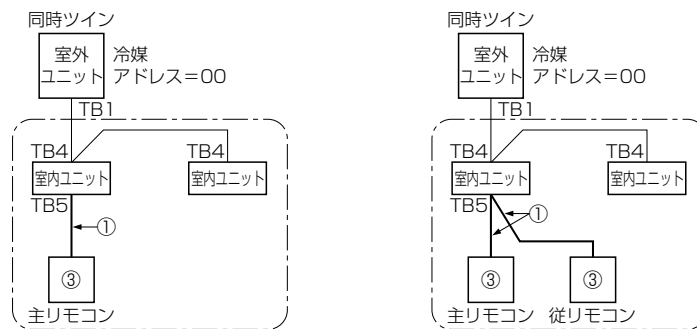 同時ツイン
室外
ユニット
冷媒
アドレス=00
TB1
TB4
TB4
室内ユニット
室内ユニット
TB5
①
③
主リモコン
同時ツイン
室外
ユニット
冷媒
アドレス=00
TB1
TB4
TB4
室内ユニット
室内ユニット
TB5
①
③
③
主リモコン
従リモコン